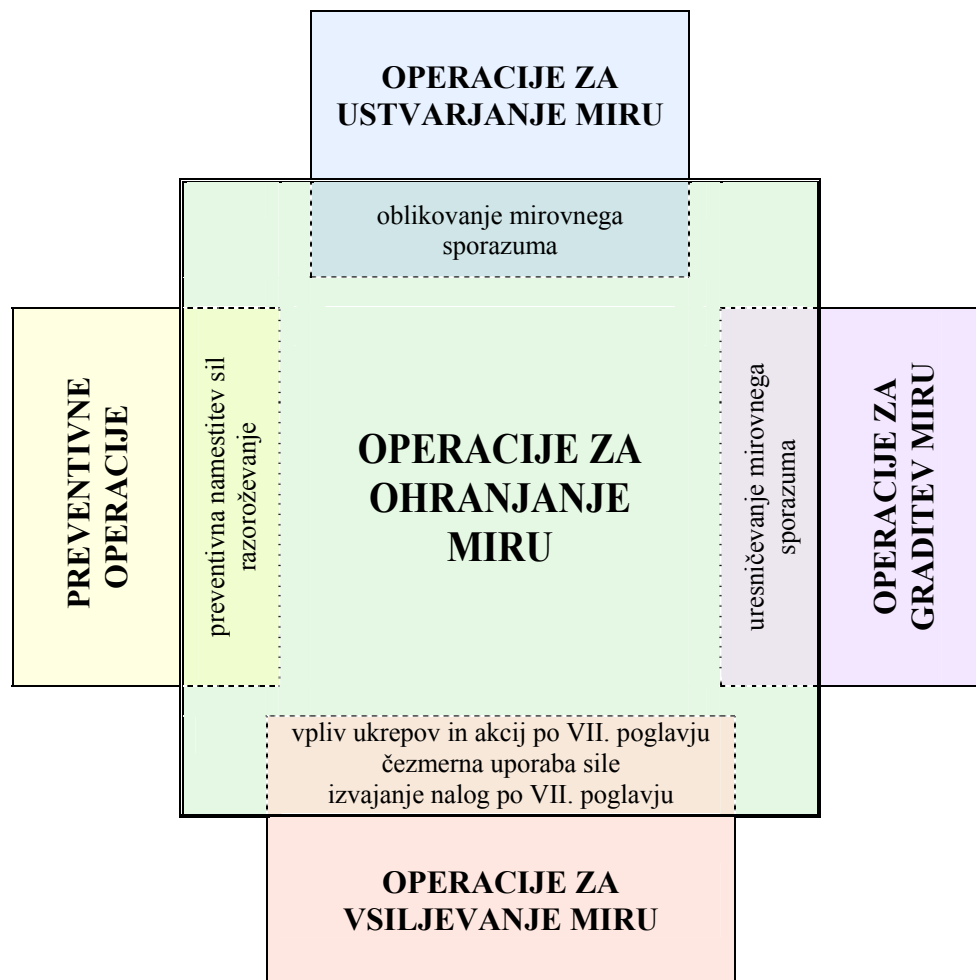 OPERACIJE ZA
USTVARJANJE MIRU
oblikovanje mirovnega
sporazuma
PREVENTIVNE
OPERACIJE
preventivna namestitev sil
razoroževanje
OPERACIJE ZA
OHRANJANJE
MIRU
uresničevanje mirovnega
sporazuma
OPERACIJE ZA
GRADITEV MIRU
vpliv ukrepov in akcij po VII. poglavju
čezmerna uporaba sile
izvajanje nalog po VII. poglavju
OPERACIJE ZA
VSILJEVANJE MIRU